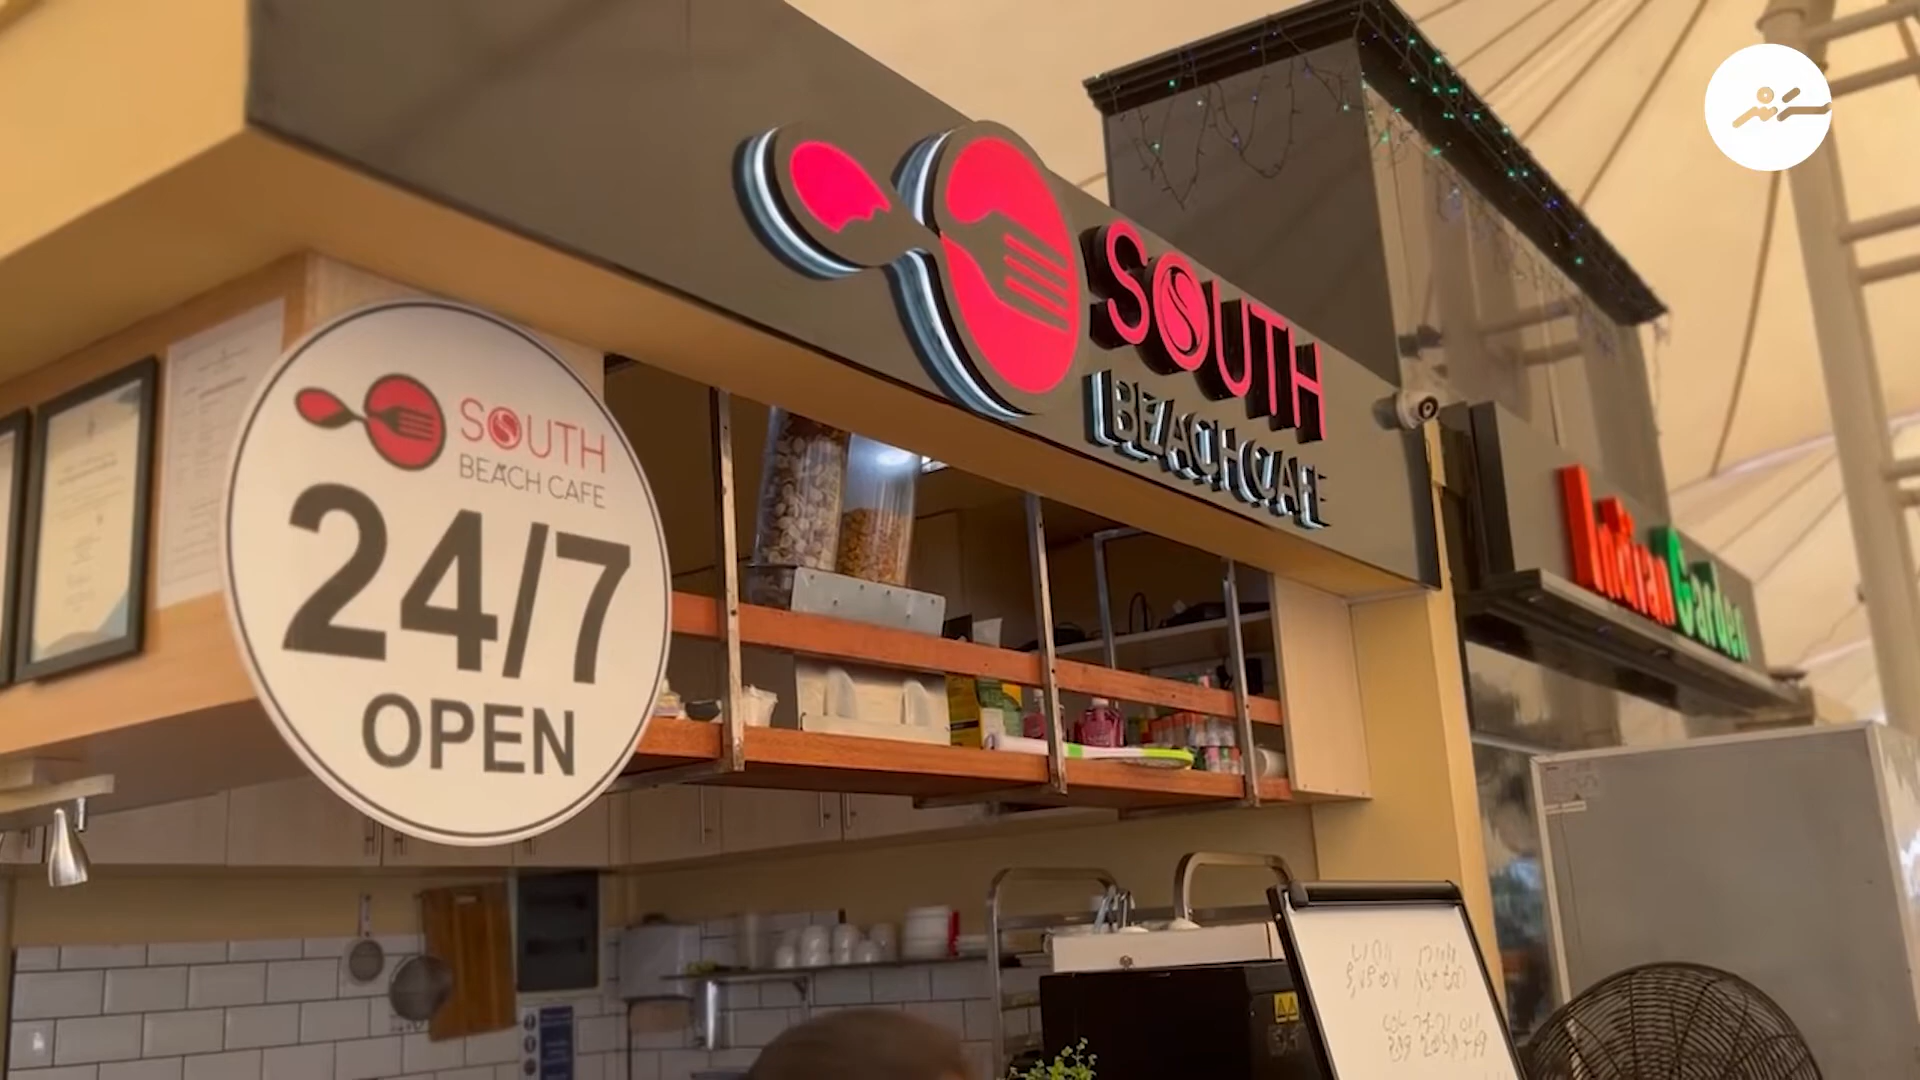 SOUTH
BEACH CAFE
24/7
OPEN
SOUTH
BEACH CAFE
Indian Garden